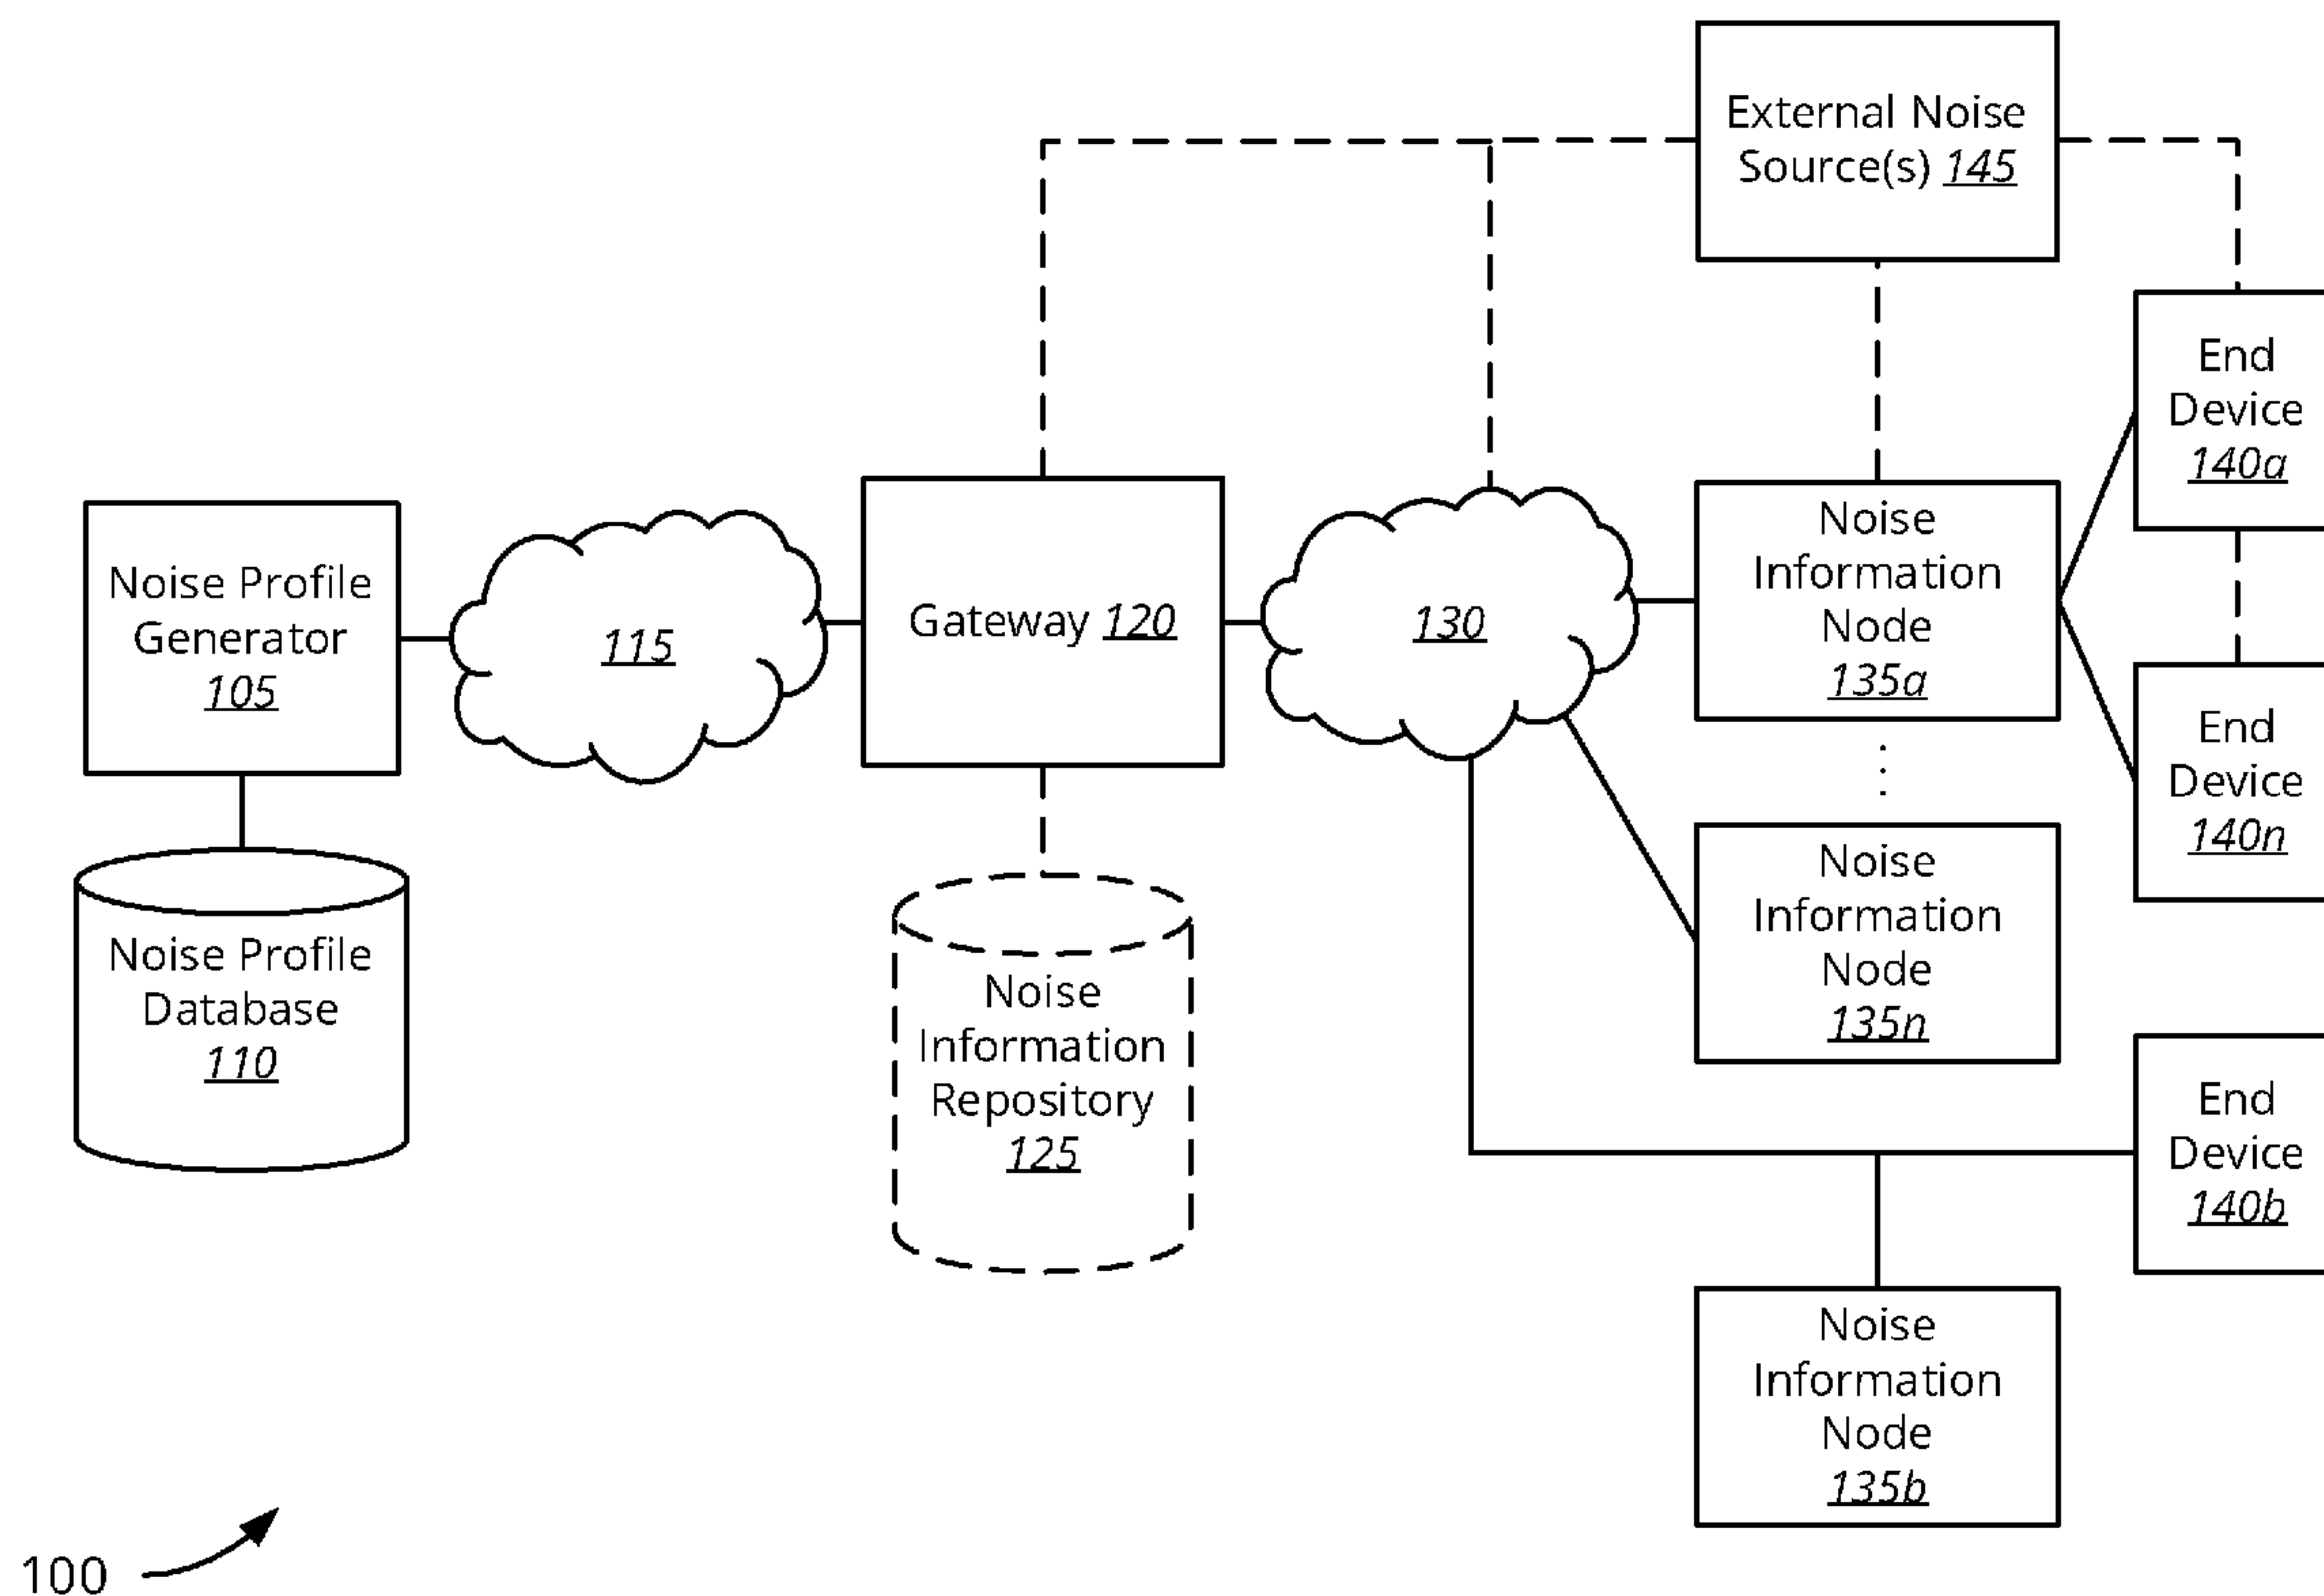 External Noise
Source(s) 145
End
Device
140a
Noise Profile
Generator
105
115
Gateway 120
130
Noise
Information
Node
135a
End
Device
140n
Noise Profile
Database
110
Noise
Information
Repository
125
Noise
Information
Node
135n
End
Device
140b
Noise
Information
Node
135b
100